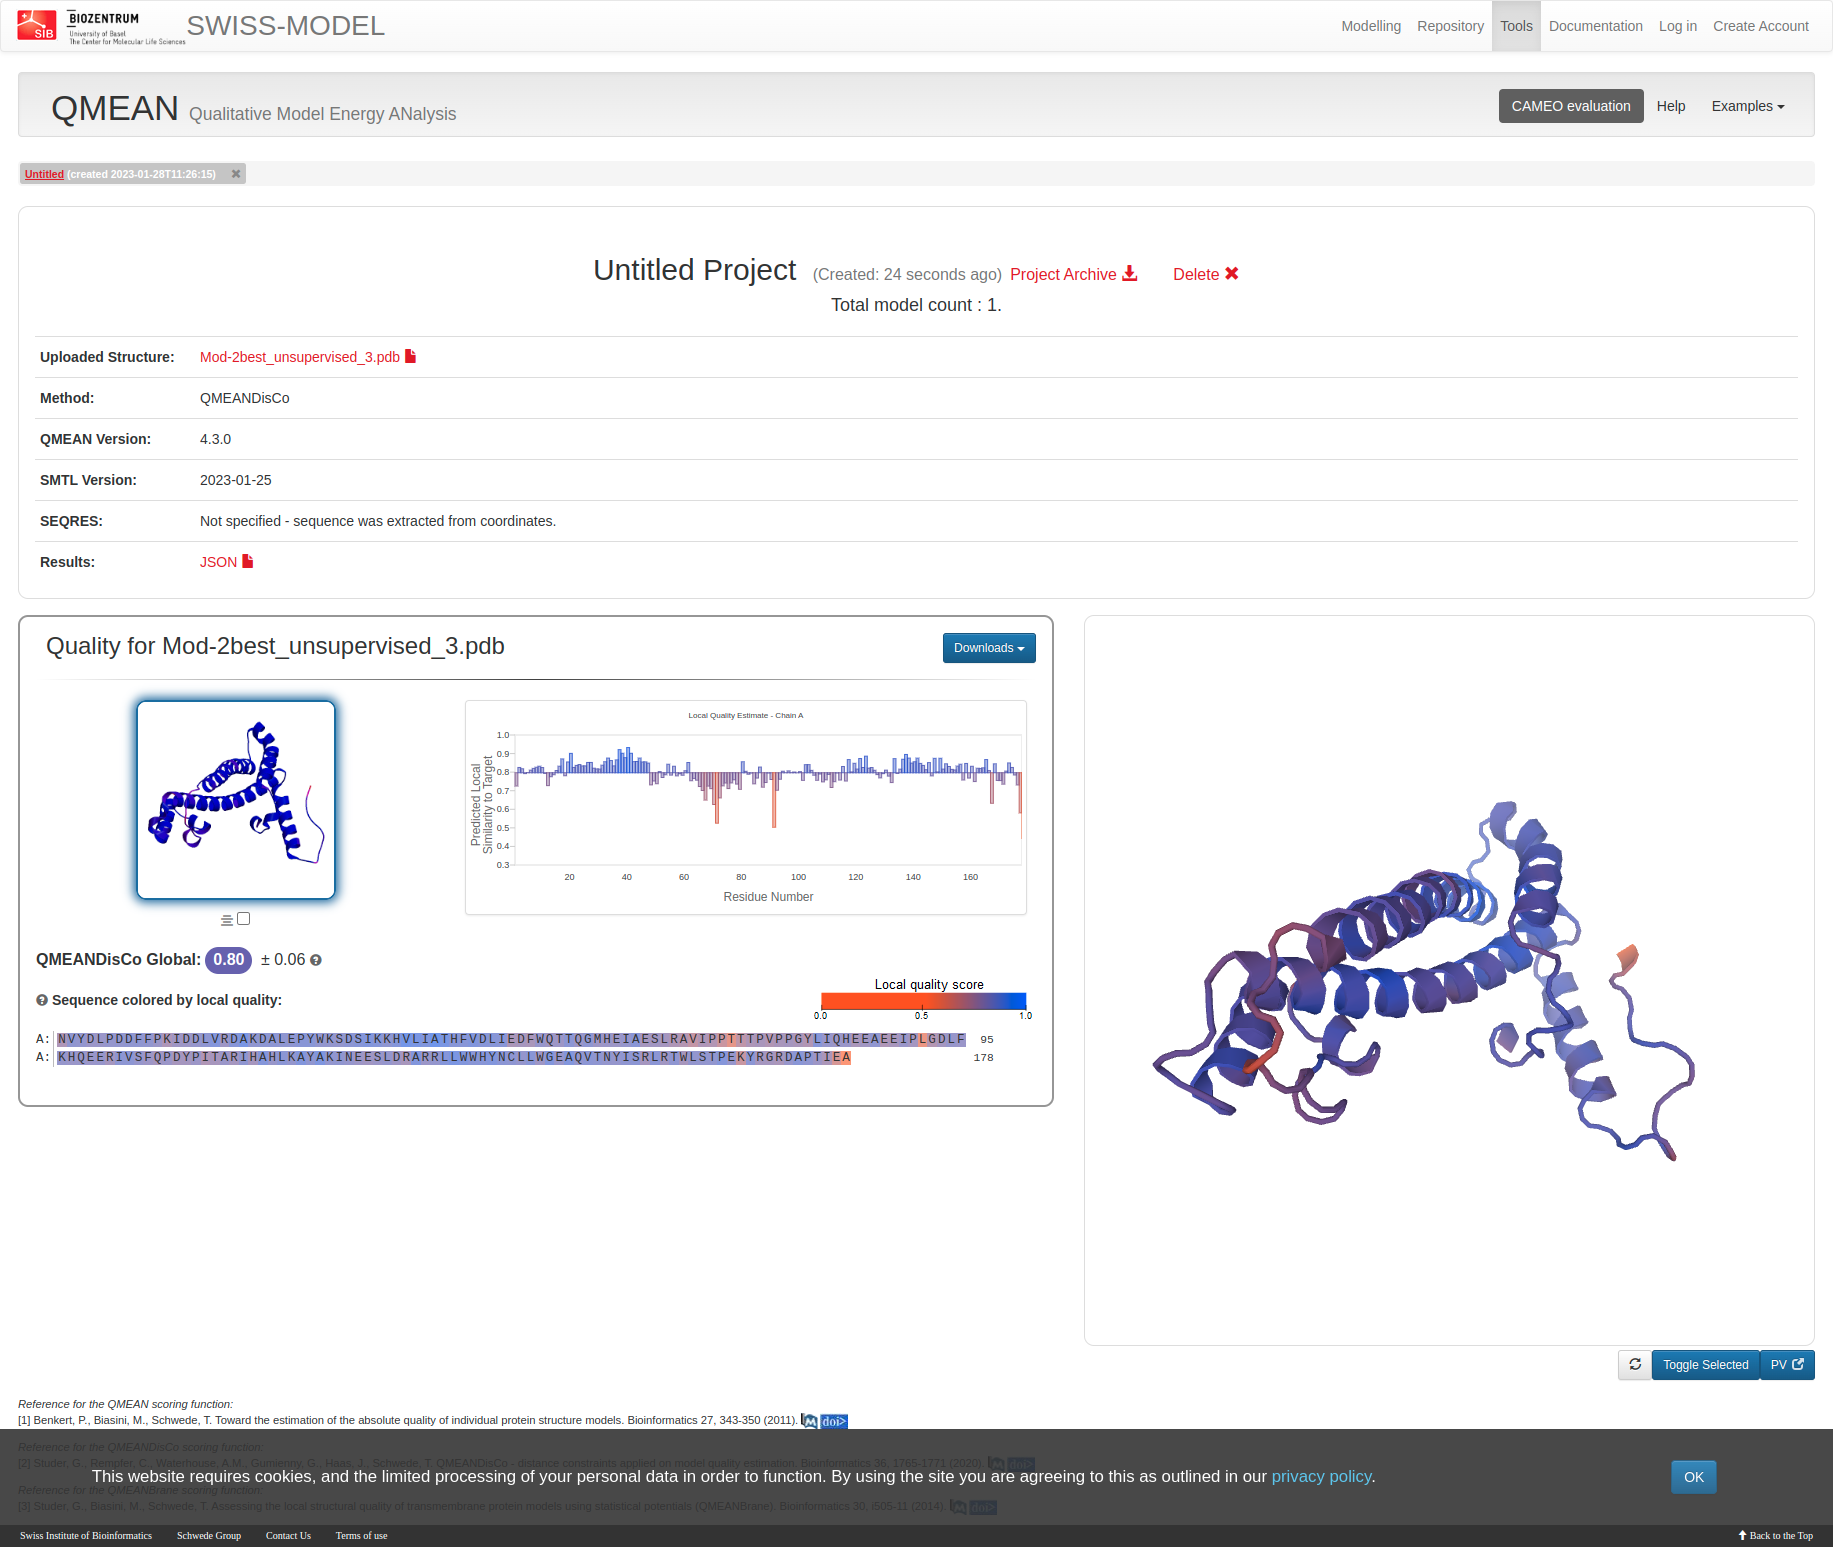 SIB
BIOZENTRUM
University of Basel
The Center for Molecular Life Sciences
SWISS-MODEL
Modelling Repository Tools Documentation Log in Create Account
QMEAN Qualitative Model Energy ANalysis
CAMEO evaluation Help Examples
Untitled (created 2023-01-28T11:26:15)
Untitled Project (Created: 24 seconds ago) Project Archive Delete
Total model count : 1.
Uploaded Structure: Mod-2best_unsupervised_3.pdb
Method: QMEANDisCo
QMEAN Version: 4.3.0
SMTL Version: 2023-01-25
SEQRES: Not specified - sequence was extracted from coordinates.
Results: JSON
Quality for Mod-2best_unsupervised_3.pdb
Downloads
Local Quality Estimate - Chain A
Predicted Local
Similarity to Target
1.0
0.9
0.8
0.7
0.6
0.5
0.4
0.3
20 40 60 80 100 120 140 160
Residue Number
QMEANDisCo Global: 0.80 ± 0.06
Sequence colored by local quality:
Local quality score
0.0 0.5 1.0
A: NVYDLPDDFFPKIDDLVRDAKDALEPYWKSDSIKKHVLIATHFVDLIEDFWQTTQGMHEIAESLRAVIPPTTTPVPPGYLIQHEEAEEIPLGDLF 95
A: KHQEERIVSFQPDYPITARIHAHLKAYAKINEESLDRARRLLWWHYNCLLWGEAQVTNYISRLRTWLSTPEKYRGRDAPTIEA 178
Toggle Selected PV
Reference for the QMEAN scoring function:
[1] Benkert, P., Biasini, M., Schwede, T. Toward the estimation of the absolute quality of individual protein structure models. Bioinformatics 27, 343-350 (2011). M doi>
Reference for the QMEANDisCo scoring function:
[2] Studer, G., Rempfer, C., Waterhouse, A.M., Gumienny, G., Haas, J., Schwede, T. QMEANDisCo - distance constraints applied on model quality estimation. Bioinformatics 36, 1765-1771 (2020). M doi>
This website requires cookies, and the limited processing of your personal data in order to function. By using the site you are agreeing to this as outlined in our privacy policy.
OK
Reference for the QMEANBrane scoring function:
[3] Studer, G., Biasini, M., Schwede, T. Assessing the local structural quality of transmembrane protein models using statistical potentials (QMEANBrane). Bioinformatics 30, i505-11 (2014). M doi>
Swiss Institute of Bioinformatics Schwede Group Contact Us Terms of use
Back to the Top